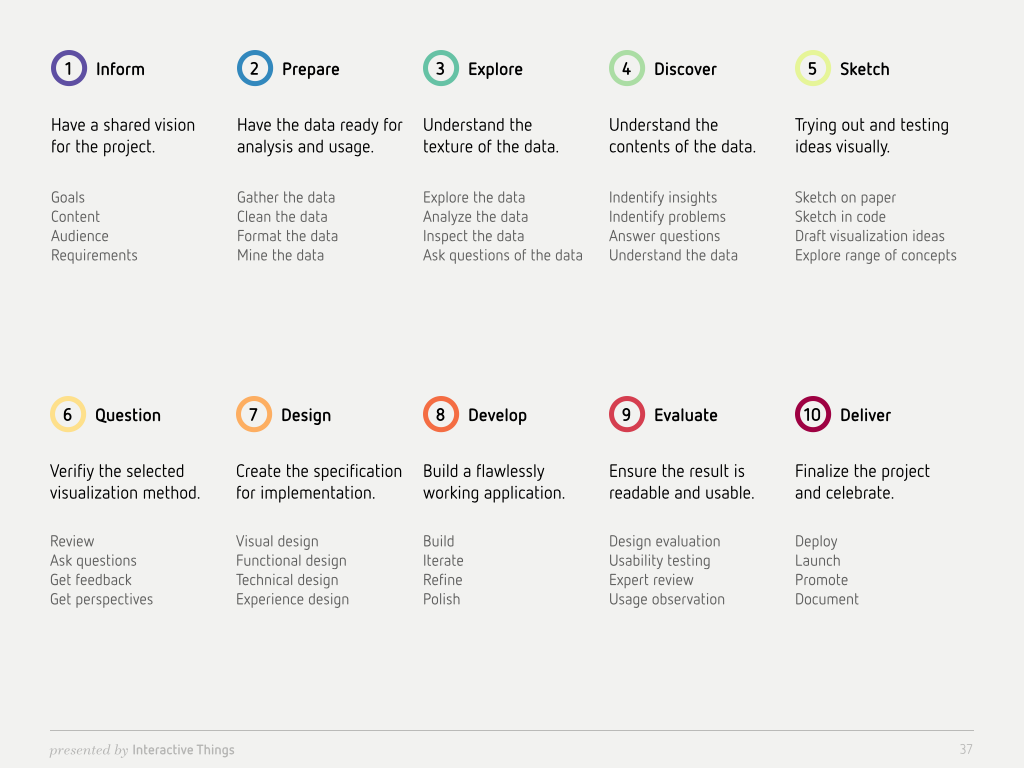 1 Inform
Have a shared vision
for the project.
Goals
Content
Audience
Requirements
2 Prepare
Have the data ready for
analysis and usage.
Gather the data
Clean the data
Format the data
Mine the data
3 Explore
Understand the
texture of the data.
Explore the data
Analyze the data
Inspect the data
Ask questions of the data
4 Discover
Understand the
contents of the data.
Indentify insights
Indentify problems
Answer questions
Understand the data
5 Sketch
Trying out and testing
ideas visually.
Sketch on paper
Sketch in code
Draft visualization ideas
Explore range of concepts
6 Question
Verifiy the selected
visualization method.
Review
Ask questions
Get feedback
Get perspectives
7 Design
Create the specification
for implementation.
Visual design
Functional design
Technical design
Experience design
8 Develop
Build a flawlessly
working application.
Build
Iterate
Refine
Polish
9 Evaluate
Ensure the result is
readable and usable.
Design evaluation
Usability testing
Expert review
Usage observation
10 Deliver
Finalize the project
and celebrate.
Deploy
Launch
Promote
Document
presented by Interactive Things
37